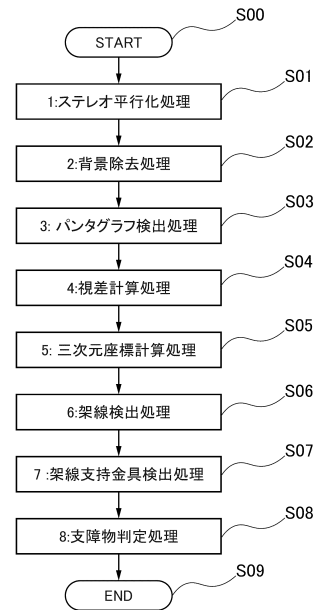 S00
START
S01
1:ステレオ平行化処理
S02
2:背景除去処理
S03
3: パンタグラフ検出処理
S04
4:視差計算処理
S05
5: 三次元座標計算処理
S06
6:架線検出処理
S07
7 :架線支持金具検出処理
S08
8:支障物判定処理
S09
END